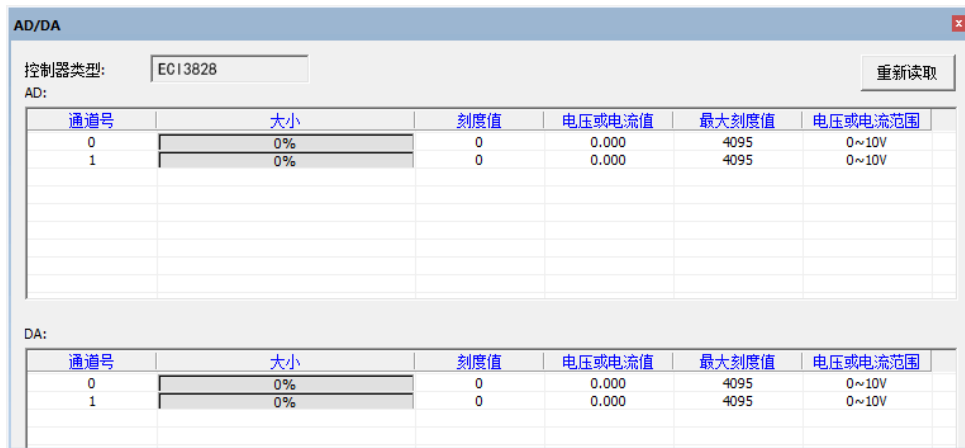 AD/DA
x
控制器类型: ECI3828 重新读取
AD:
通道号 大小 刻度值 电压或电流值 最大刻度值 电压或电流范围
0 0% 0 0.000 4095 0~10V
1 0% 0 0.000 4095 0~10V
DA:
通道号 大小 刻度值 电压或电流值 最大刻度值 电压或电流范围
0 0% 0 0.000 4095 0~10V
1 0% 0 0.000 4095 0~10V